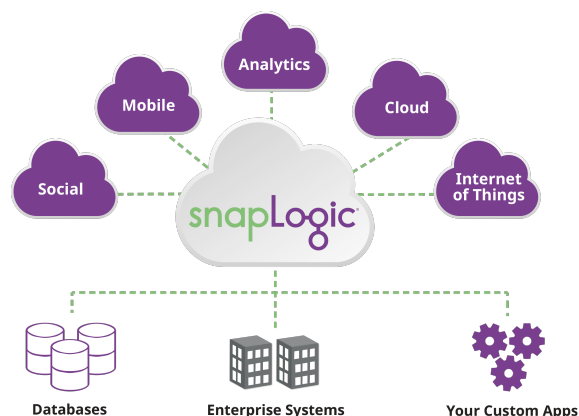 Analytics
Mobile
Cloud
Social
Internet
of Things
snapLogic
Databases
Enterprise Systems
Your Custom Apps